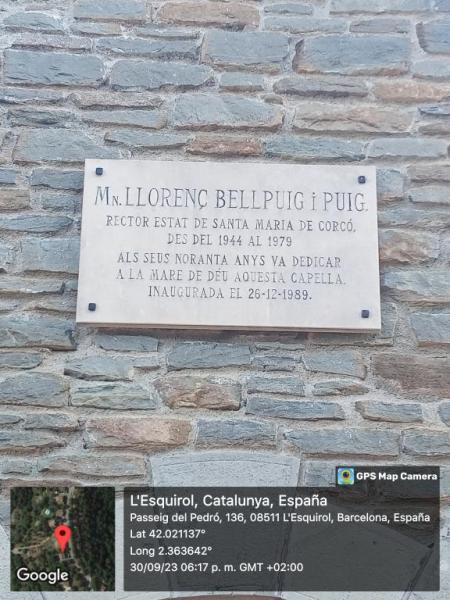 Mn. LLORENÇ BELLPUIG i PUIG.
RECTOR ESTAT DE SANTA MARIA DE CORCÓ,
DES DEL 1944 AL 1979
ALS SEUS NORANTA ANYS VA DEDICAR
A LA MARE DE DÉU AQUESTA CAPELLA.
INAUGURADA EL 26-12-1989.
GPS Map Camera
L'Esquirol, Catalunya, España
Passeig del Pedró, 136, 08511 L'Esquirol, Barcelona, España
Lat 42.021137°
Long 2.363642°
30/09/23 06:17 p. m. GMT +02:00
Google